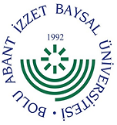 BOLU ABANT İZZET BAYSAL ÜNİVERSİTESİ
1992